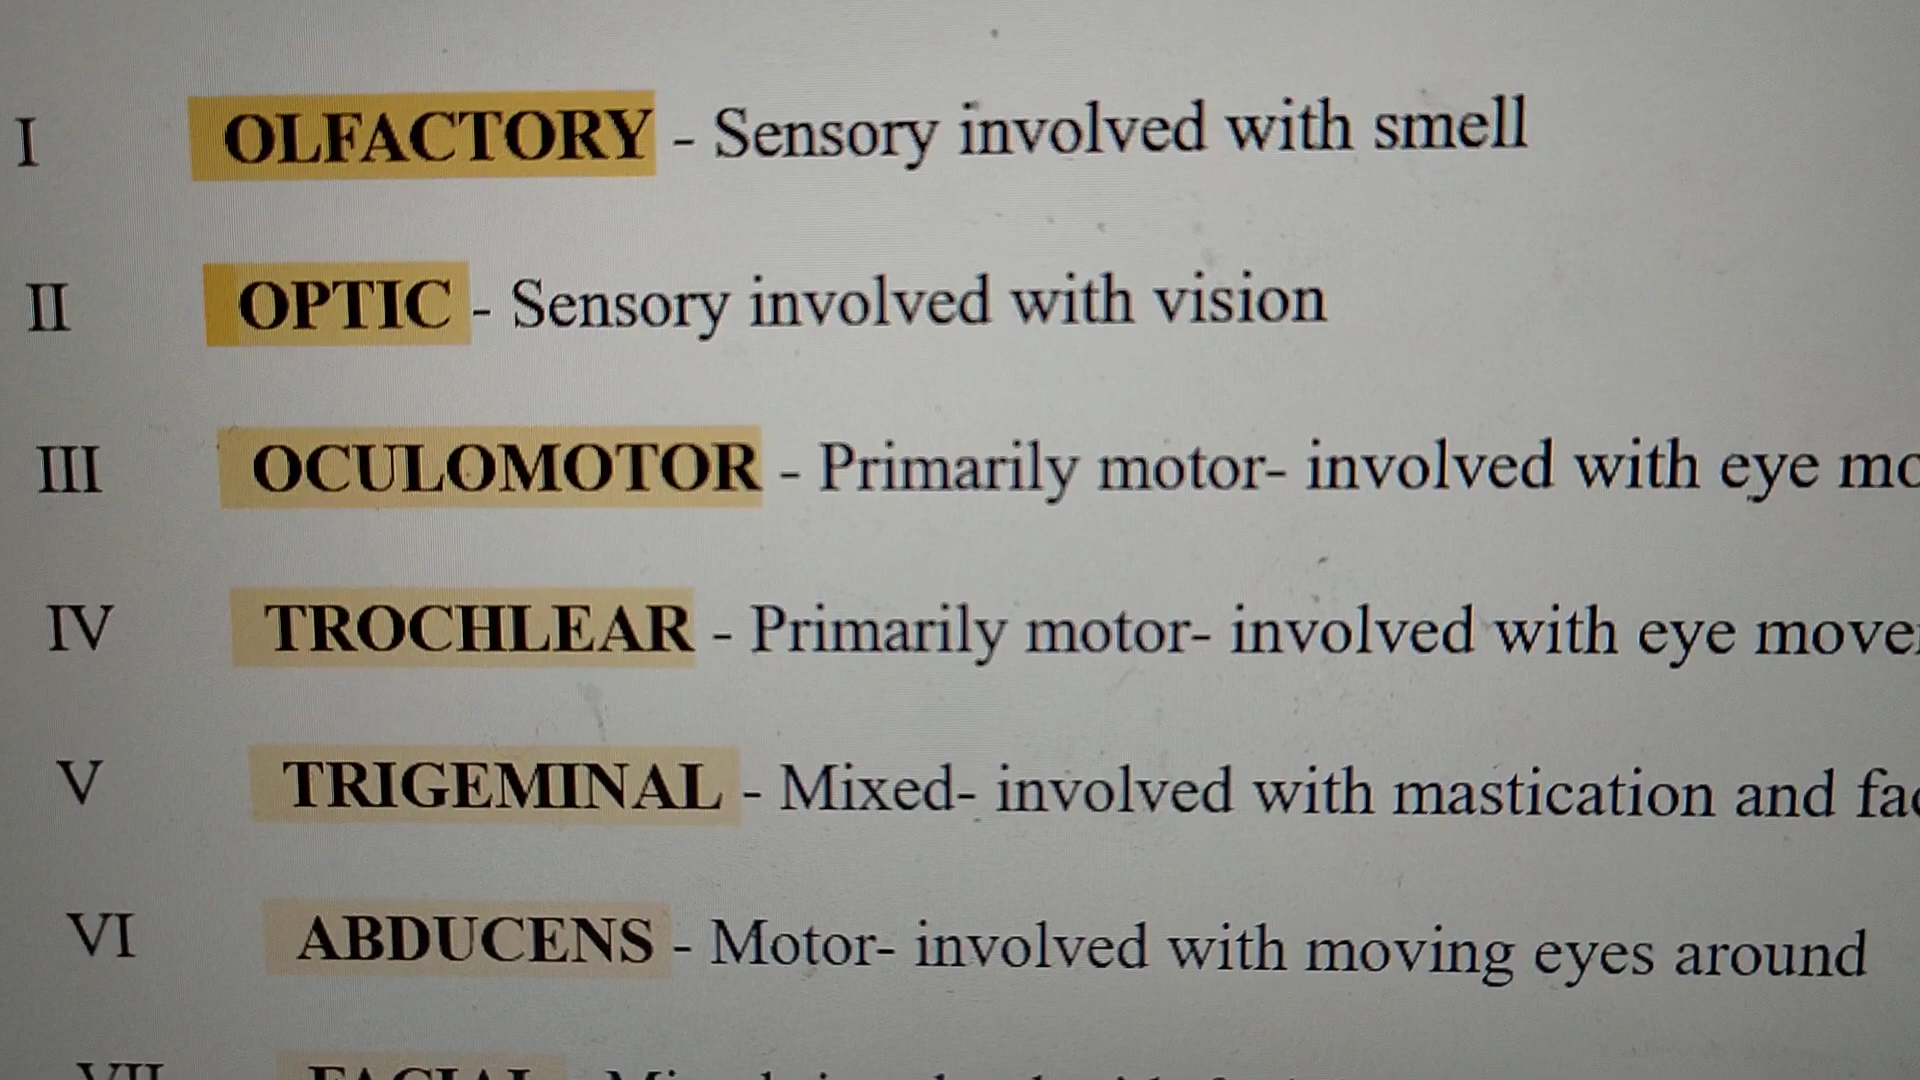 I OLFACTORY - Sensory involved with smell
II OPTIC - Sensory involved with vision
III OCULOMOTOR - Primarily motor- involved with eye
IV TROCHLEAR - Primarily motor- involved with eye
V TRIGEMINAL - Mixed- involved with mastication and
VI ABDUCENS - Motor- involved with moving eyes around
VII FACIAL